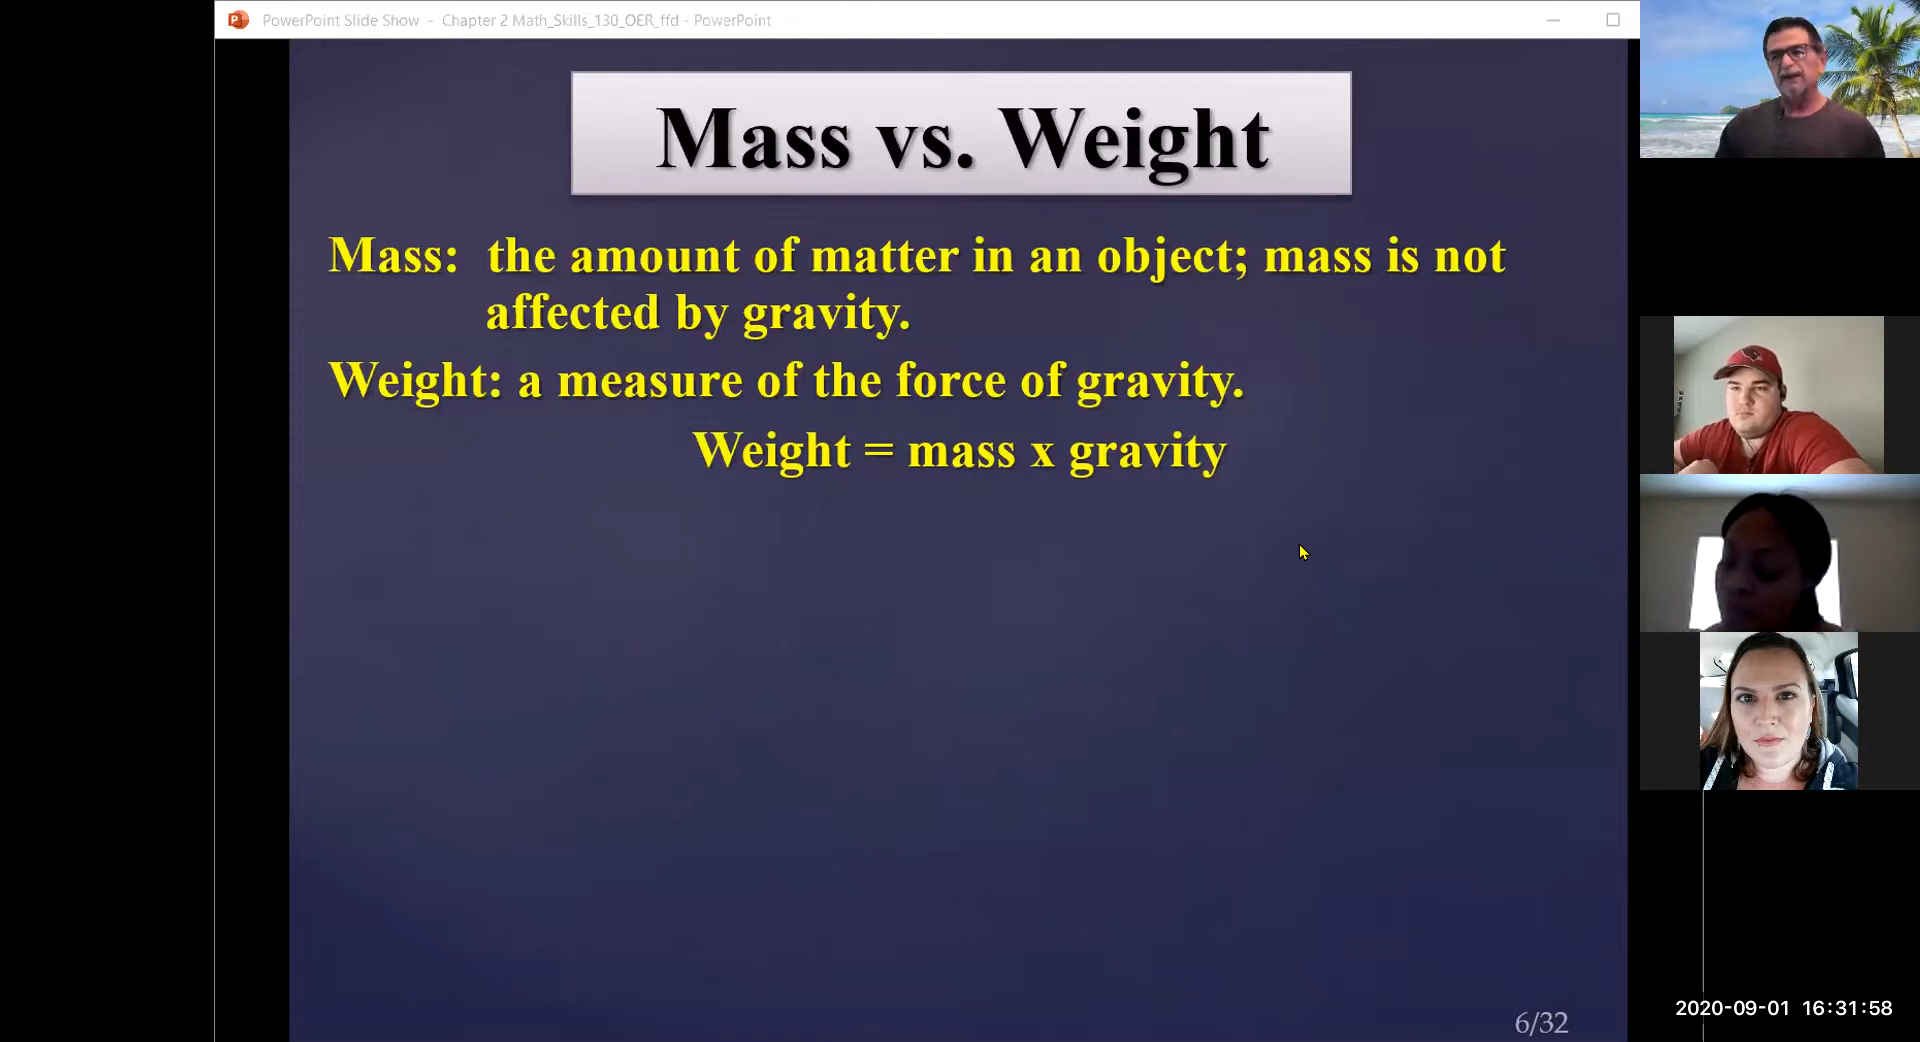 PowerPoint Slide Show - Chapter 2 Math_Skills_130_OER_ffd - PowerPoint
Mass vs. Weight
Mass: the amount of matter in an object; mass is not
affected by gravity.
Weight: a measure of the force of gravity.
Weight = mass x gravity
6/32
2020-09-01 16:31:58